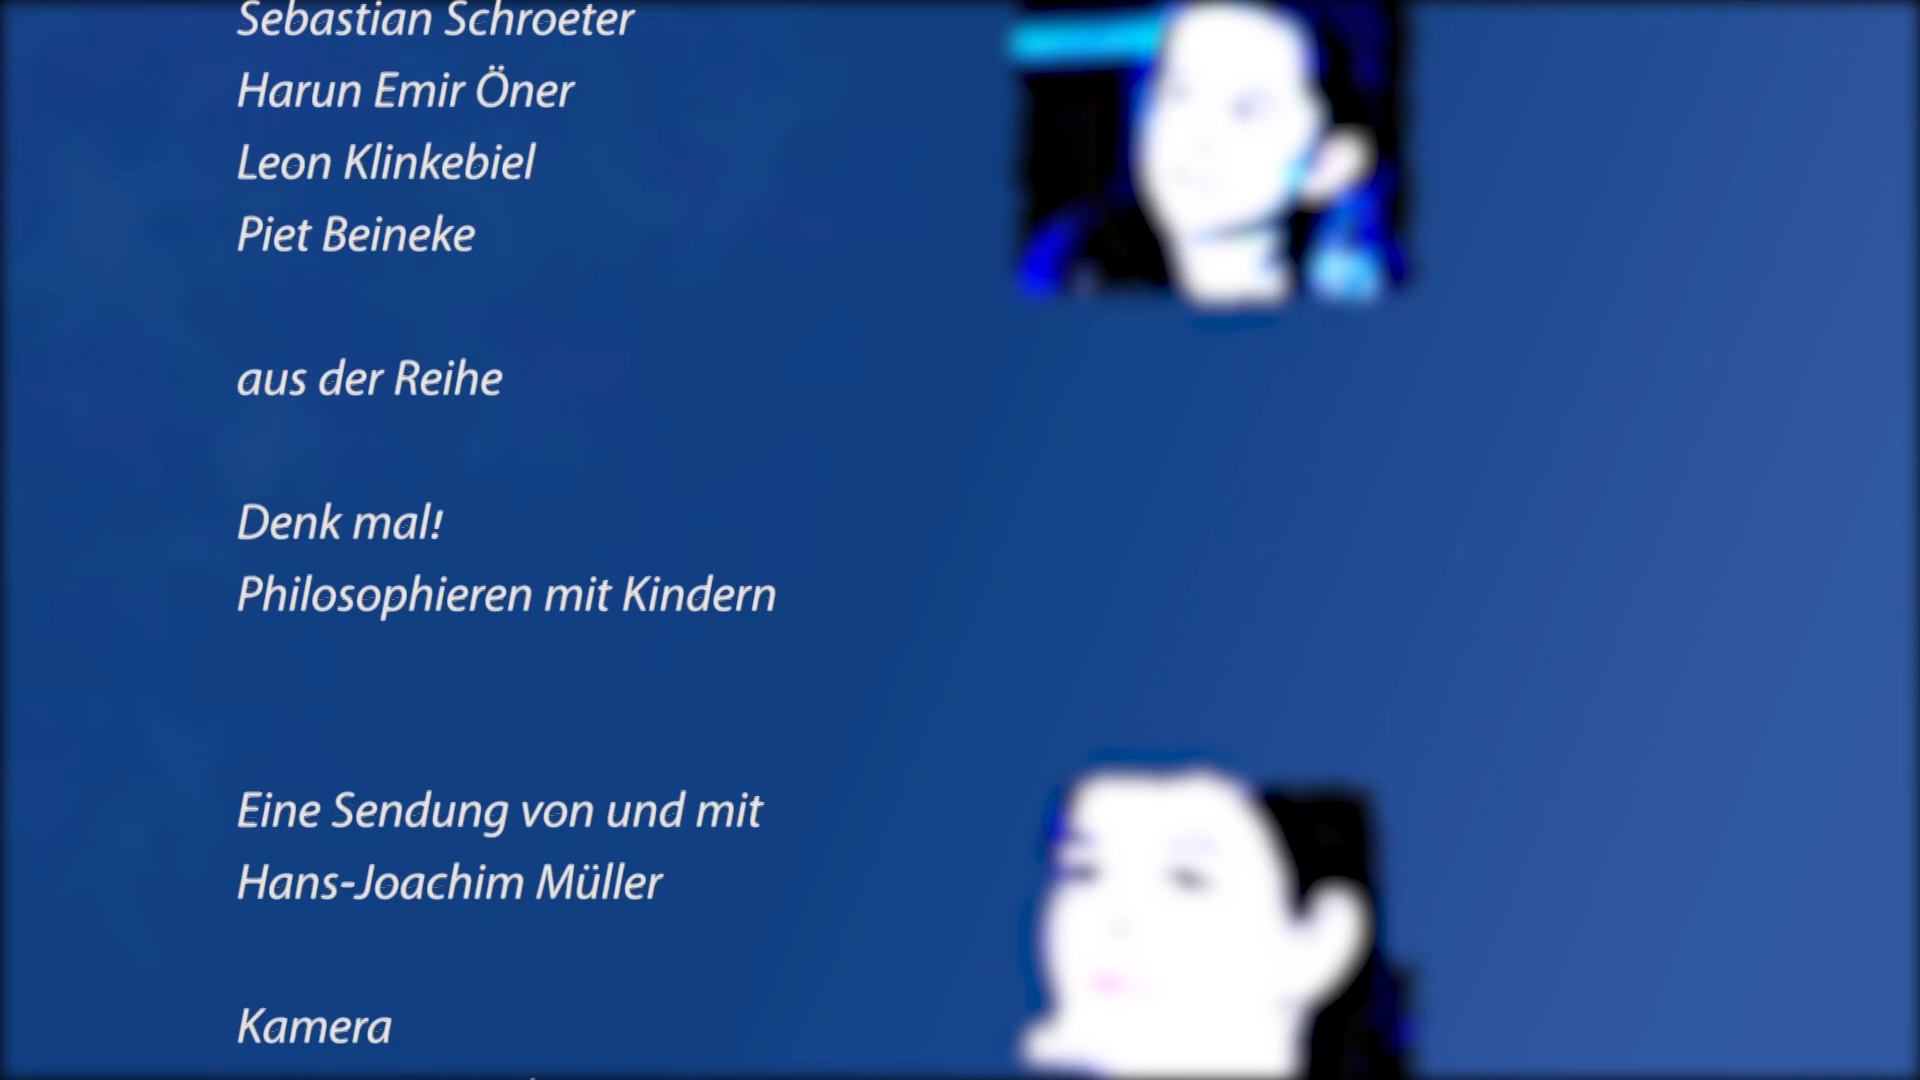 Sebastian Schroeter
Harun Emir Öner
Leon Klinkebiel
Piet Beineke
aus der Reihe
Denk mal!
Philosophieren mit Kindern
Eine Sendung von und mit
Hans-Joachim Müller
Kamera